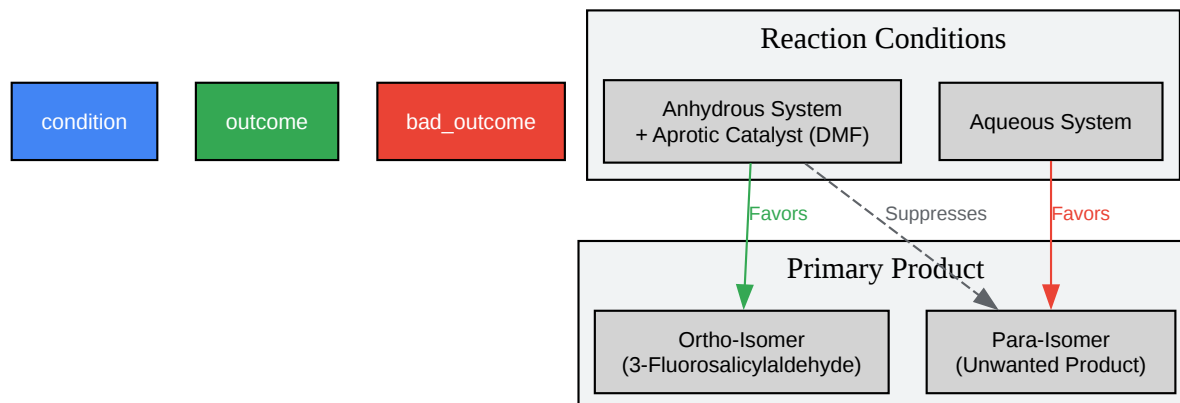 Reaction Conditions
condition
outcome
bad_outcome
Anhydrous System
+ Aprotic Catalyst (DMF)
Aqueous System
Favors
Suppresses
Favors
Primary Product
Ortho-Isomer
(3-Fluorosalicylaldehyde)
Para-Isomer
(Unwanted Product)